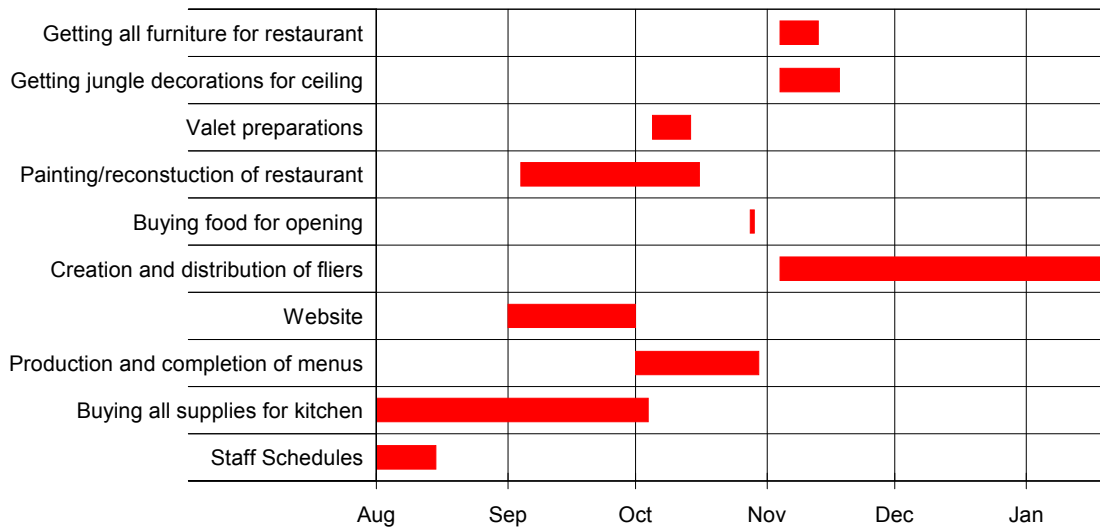 Getting all furniture for restaurant
Getting jungle decorations for ceiling
Valet preparations
Painting/reconstuction of restaurant
Buying food for opening
Creation and distribution of fliers
Website
Production and completion of menus
Buying all supplies for kitchen
Staff Schedules
Aug Sep Oct Nov Dec Jan